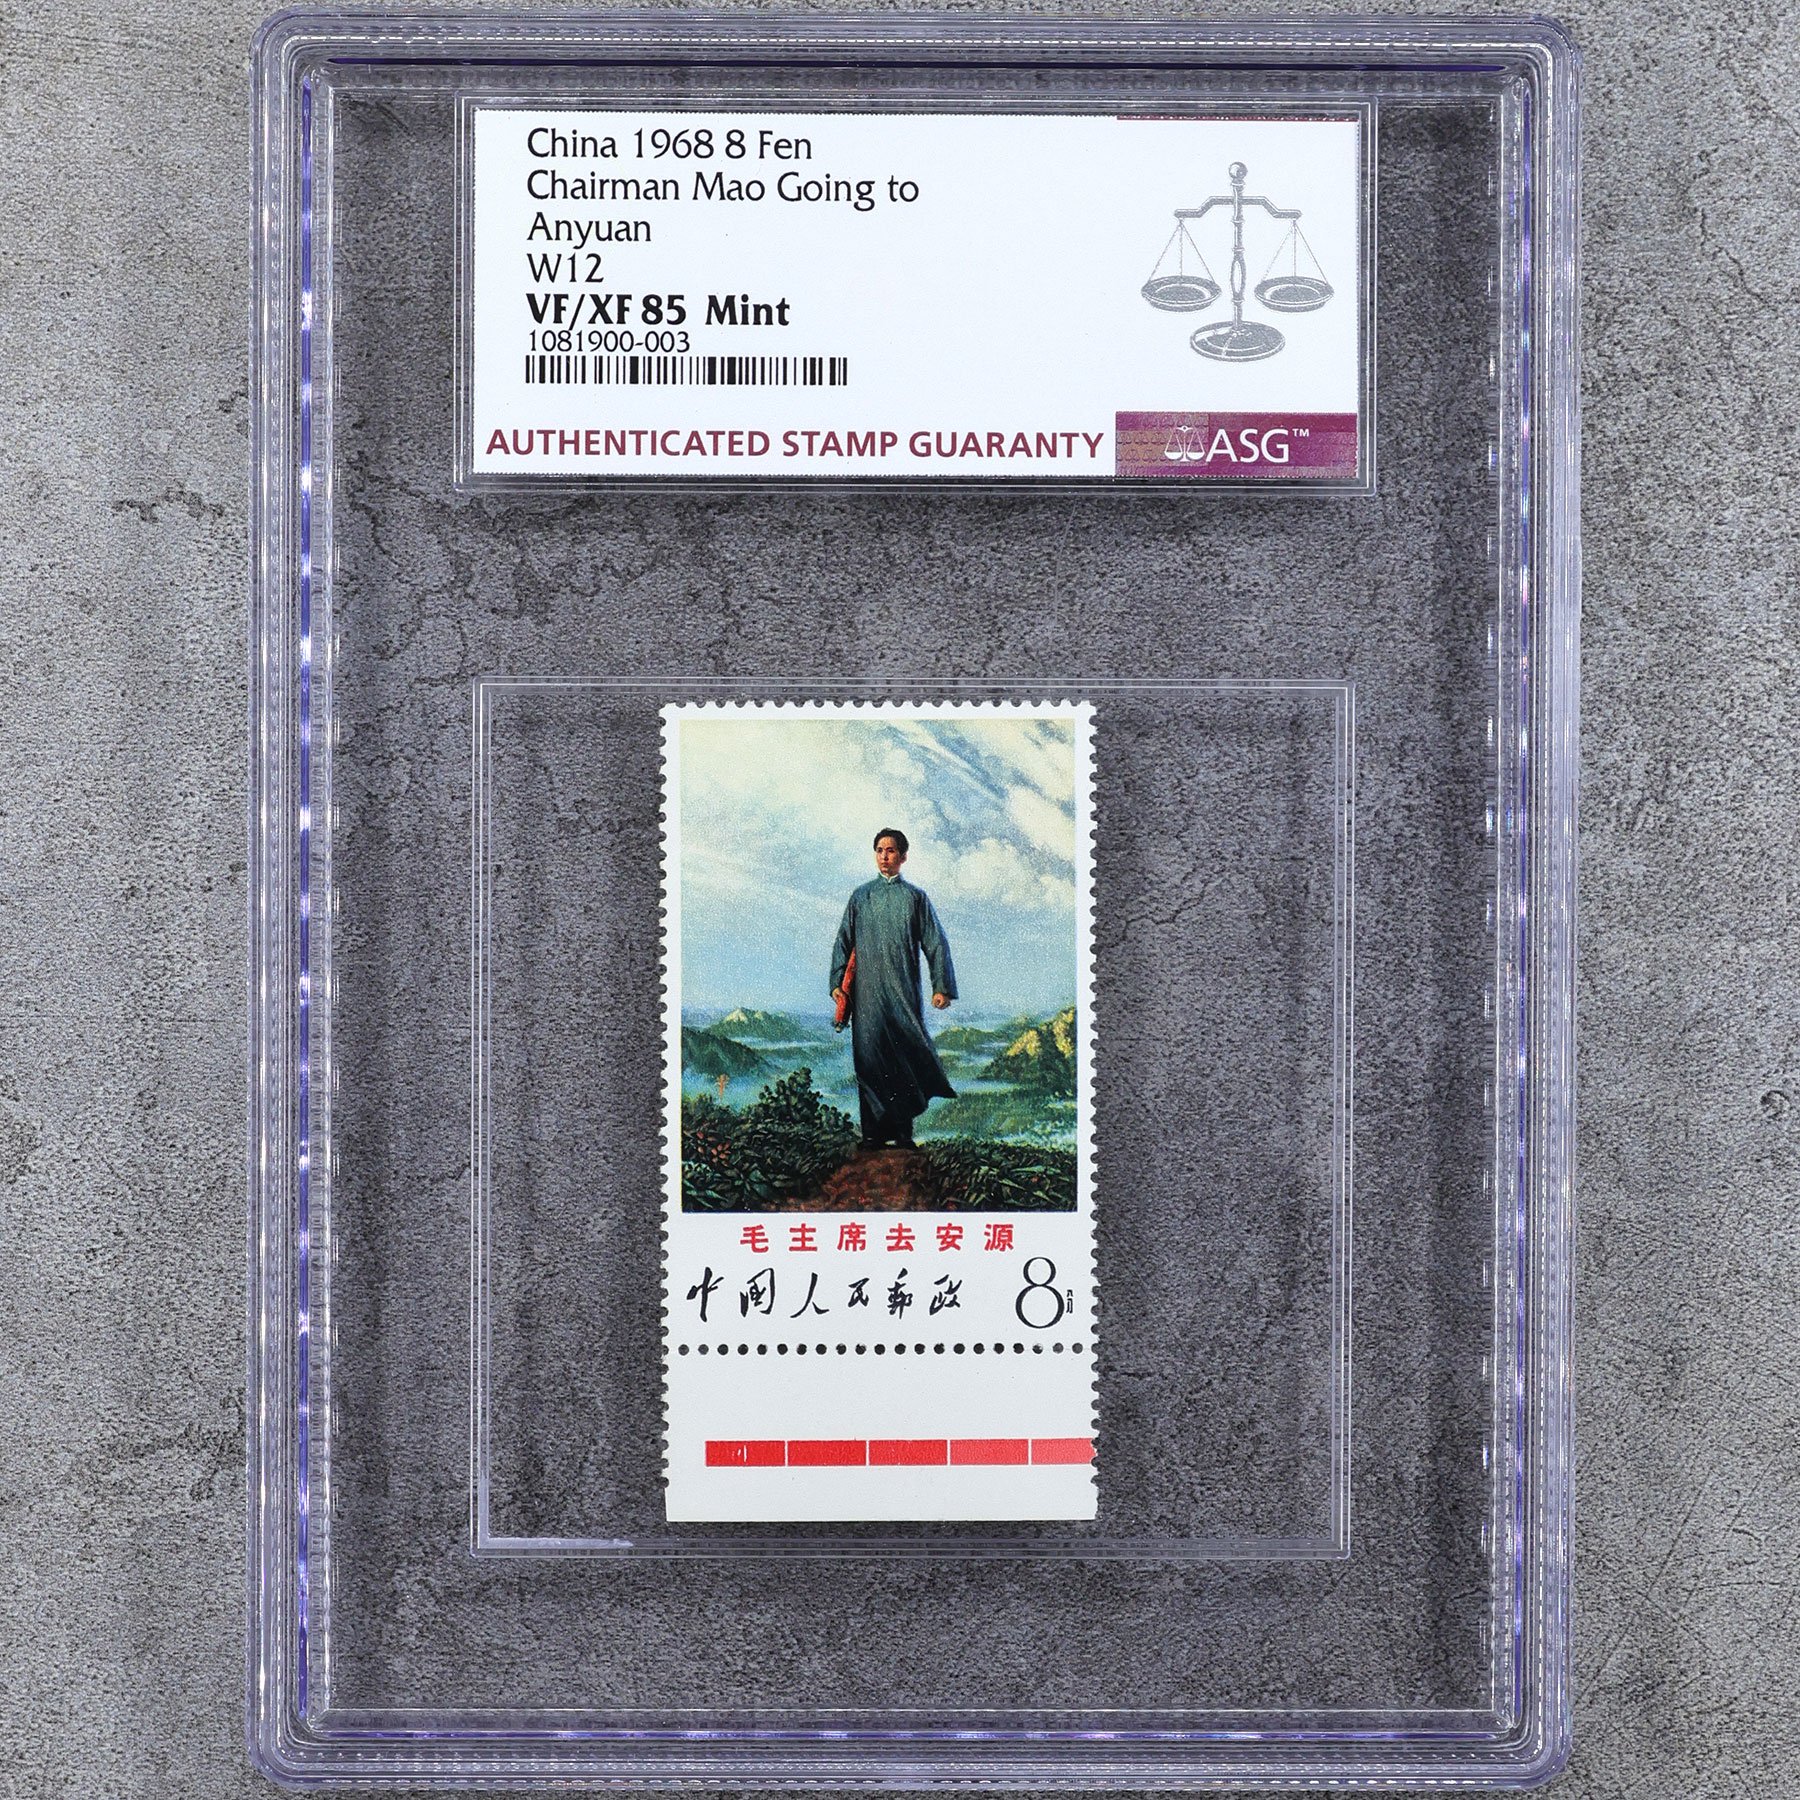 China 1968 8 Fen
Chairman Mao Going to
Anyuan
W12
VF/XF 85 Mint
1081900-003
AUTHENTICATED STAMP GUARANTY
ASG™
毛主席去安源
中国人民邮政
8分